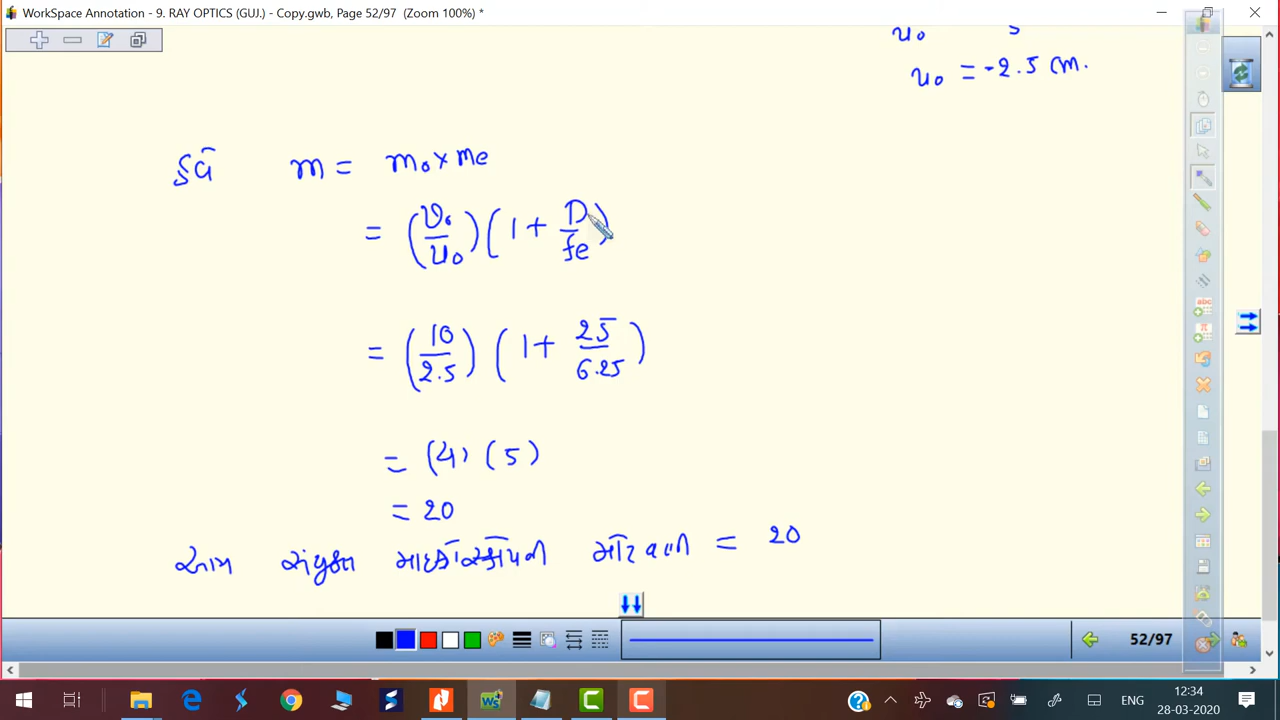 WorkSpace Annotation - 9. RAY OPTICS (GUJ.) - Copy.gwb, Page 52/97 (Zoom 100%) *
u₀
u₀ = -2.5 cm.
હવે m = m₀ × me
= (v₀/u₀) (1 + D/fe)
= (10/2.5) (1 + 25/6.25)
= (4) (5)
= 20
આમ સંયુક્ત માઇક્રોસ્કોપની મોટવણી = 20
abc
π
52/97
ENG
12:34
28-03-2020